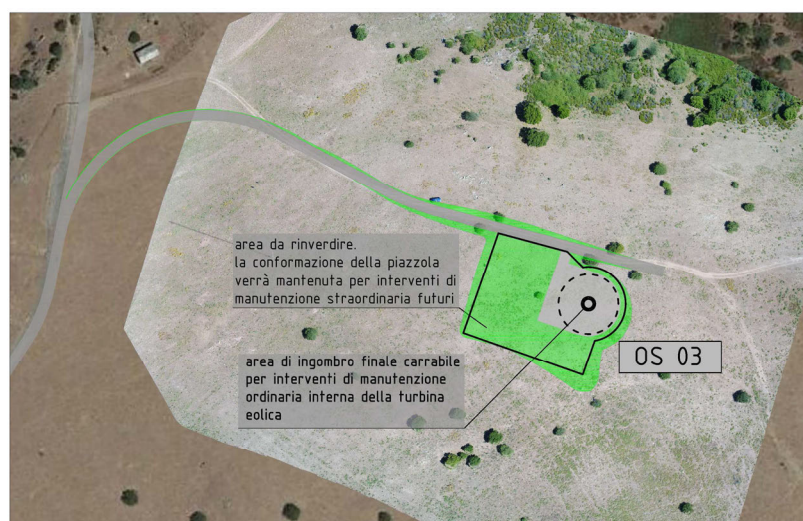 area da rinverdire.
la conformazione della piazzola
verrà mantenuta per interventi di
manutenzione straordinaria futuri
area di ingombro finale carrabile
per interventi di manutenzione
ordinaria interna della turbina
eolica
OS 03